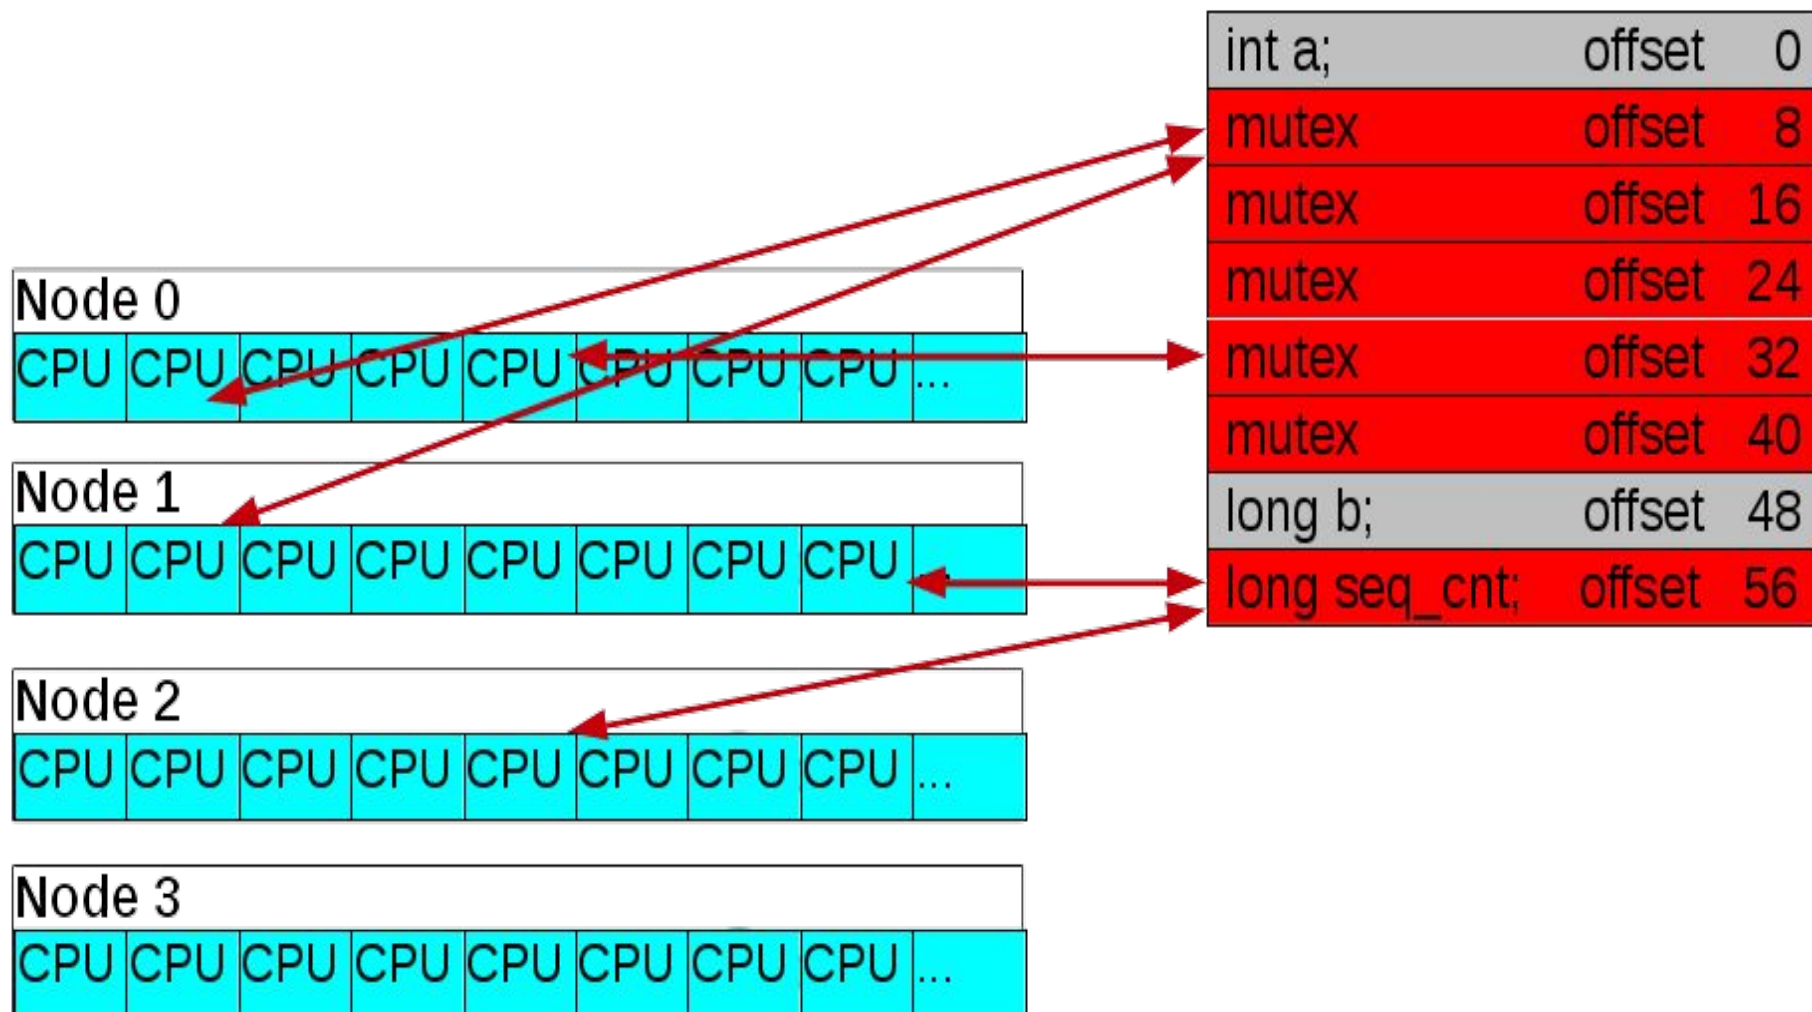 int a; offset 0
mutex offset 8
mutex offset 16
mutex offset 24
mutex offset 32
mutex offset 40
long b; offset 48
long seq_cnt; offset 56
Node 0
CPU CPU CPU CPU CPU CPU CPU CPU ...
Node 1
CPU CPU CPU CPU CPU CPU CPU CPU
Node 2
CPU CPU CPU CPU CPU CPU CPU CPU ...
Node 3
CPU CPU CPU CPU CPU CPU CPU CPU ...